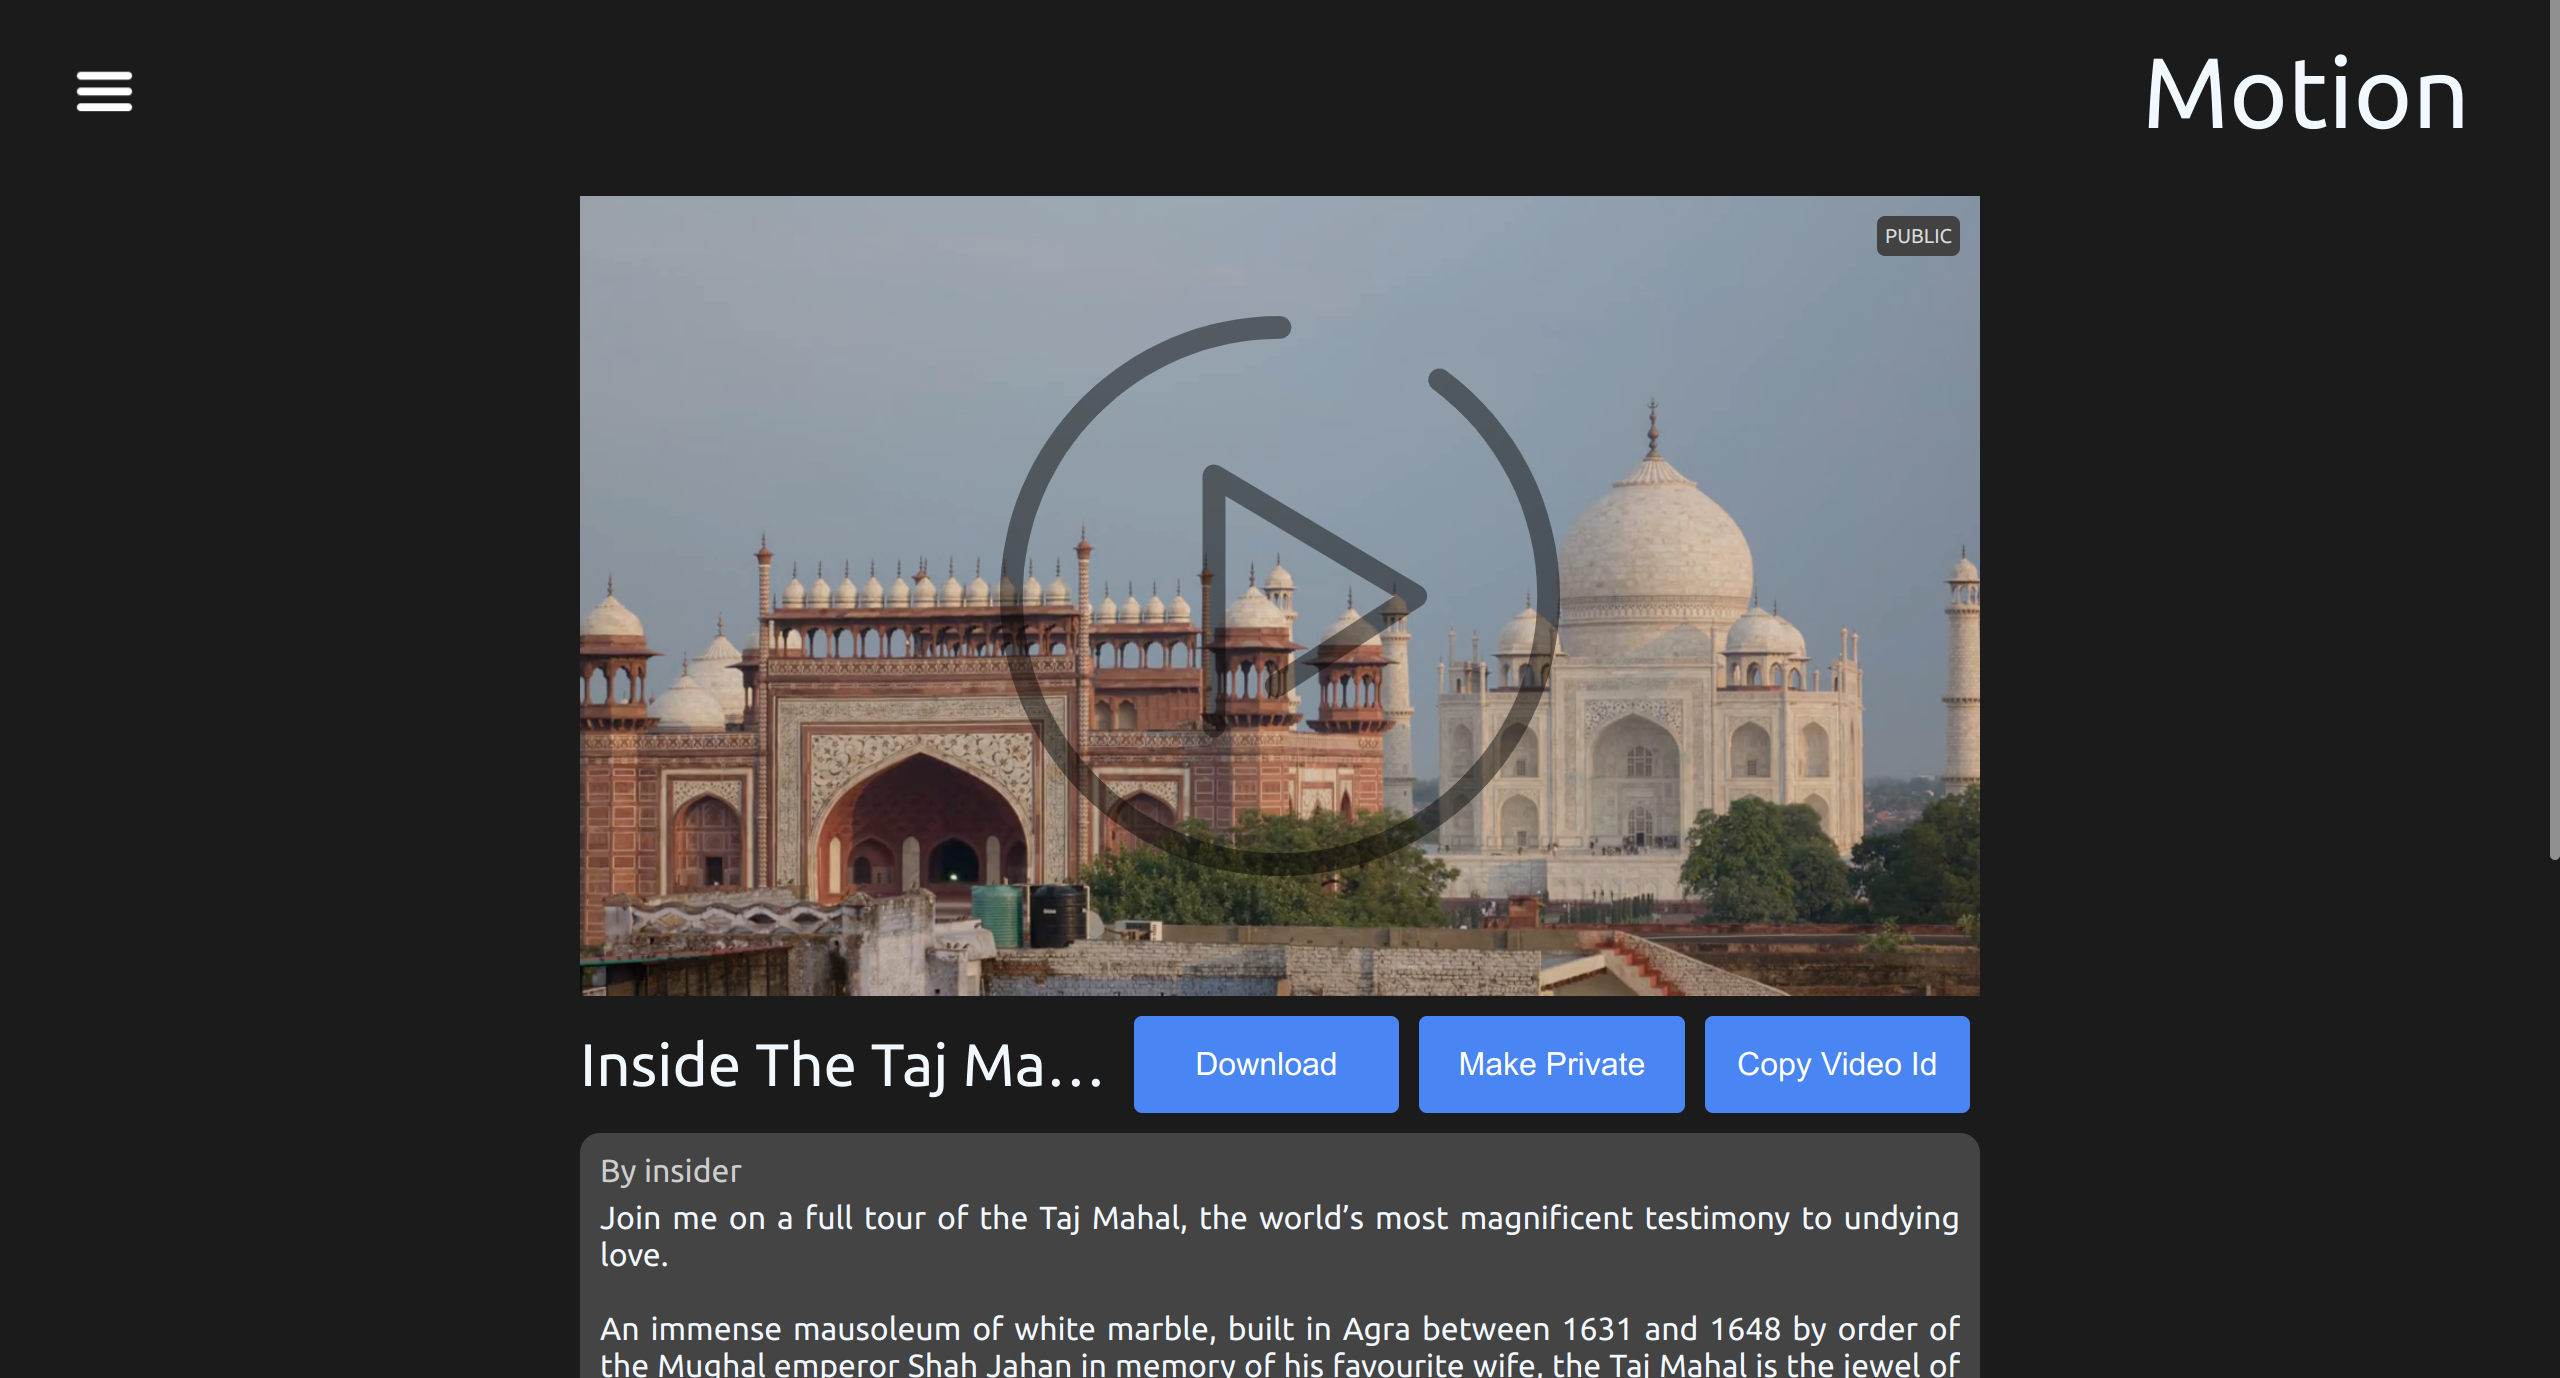 Motion
PUBLIC
Inside The Taj Ma...
Download
Make Private
Copy Video Id
By insider
Join me on a full tour of the Taj Mahal, the world’s most magnificent testimony to undying
love.
An immense mausoleum of white marble, built in Agra between 1631 and 1648 by order of
the Mughal emperor Shah Jahan in memory of his favourite wife, the Taj Mahal is the jewel of